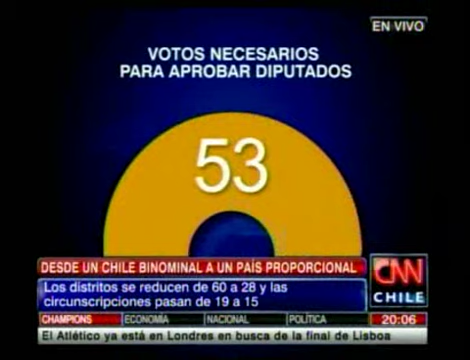 EN VIVO
VOTOS NECESARIOS
PARA APROBAR DIPUTADOS
53
DESDE UN CHILE BINOMINAL A UN PAÍS PROPORCIONAL
Los distritos se reducen de 60 a 28 y las
circunscripciones pasan de 19 a 15
CNN
CHILE
CHAMPIONS ECONOMÍA NACIONAL POLÍTICA 20:06
El Atlético ya está en Londres en busca de la final de Lisboa